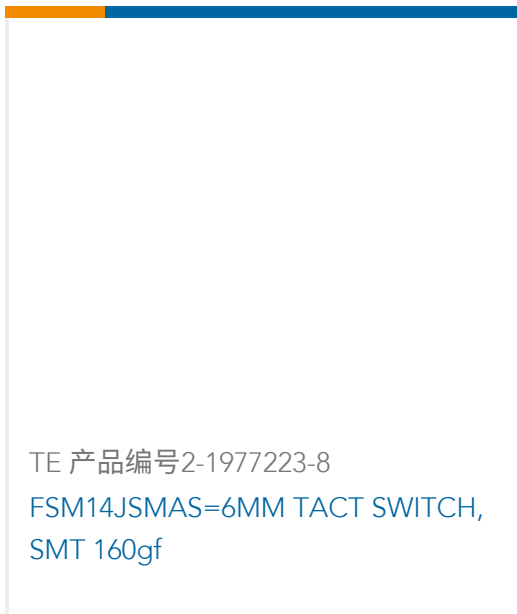 TE 产品编号2-1977223-8
FSM14JSMAS=6MM TACT SWITCH,
SMT 160gf